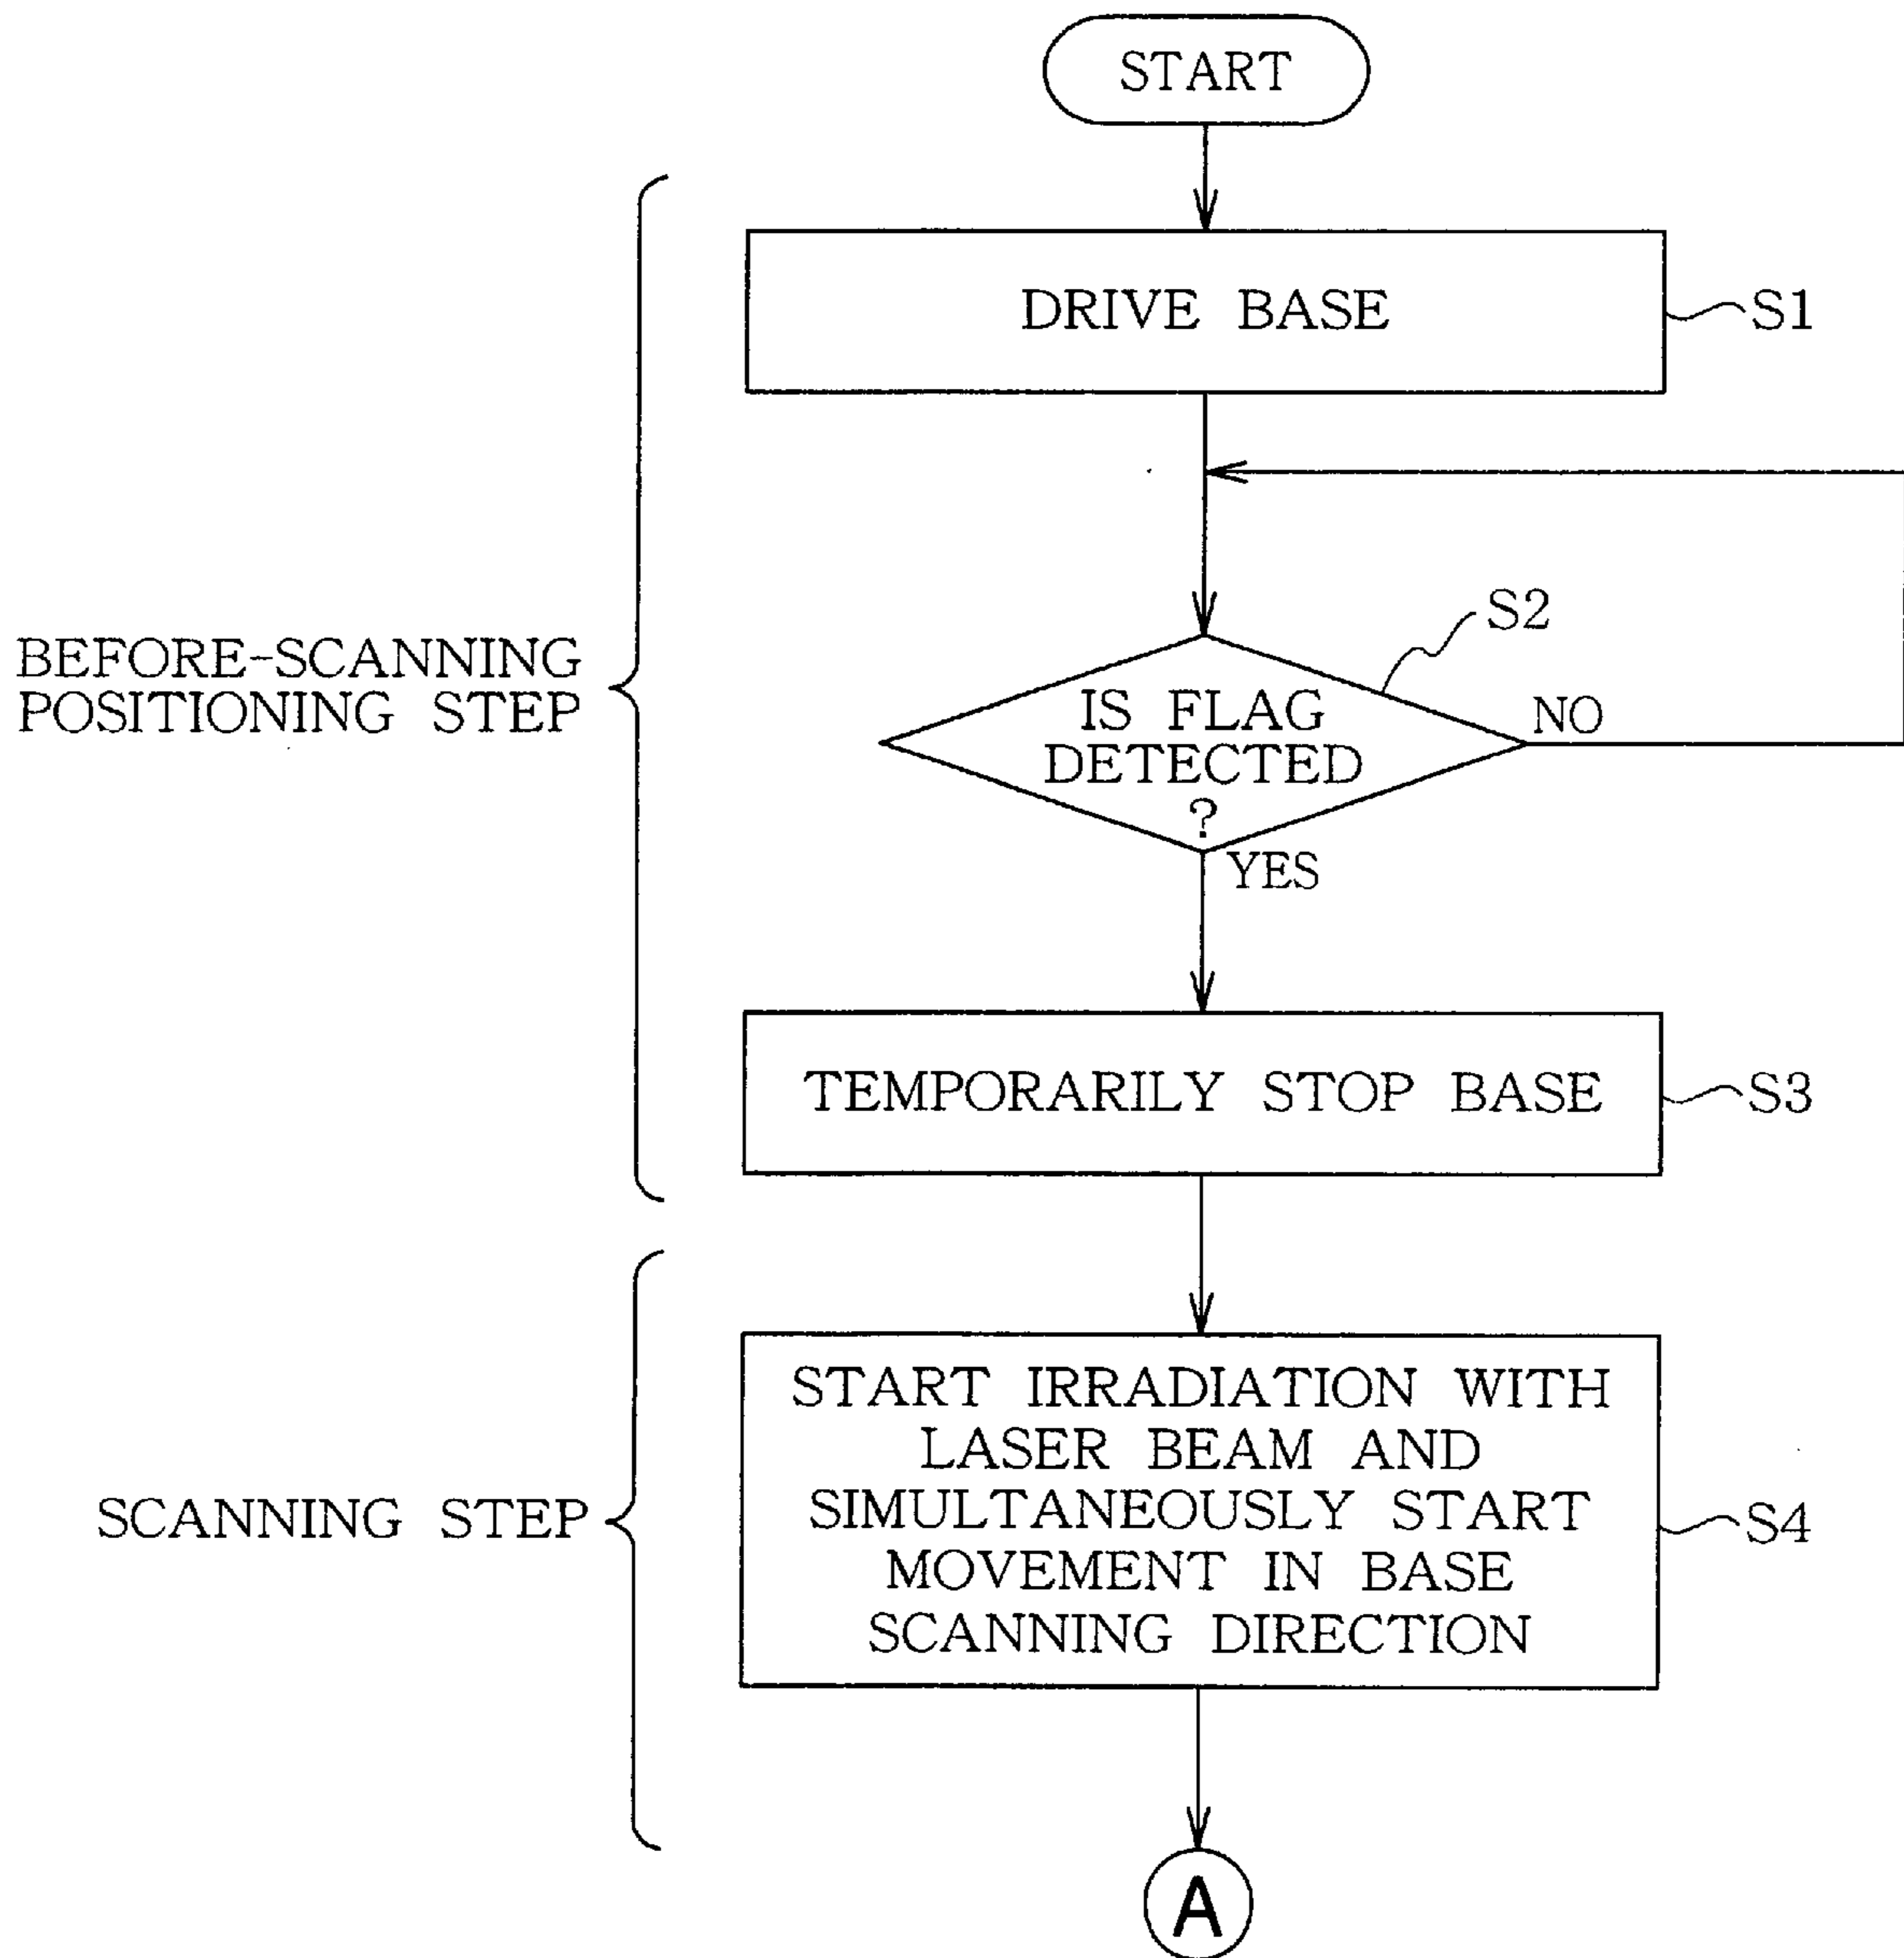 START
DRIVE BASE
S1
S2
BEFORE-SCANNING
POSITIONING STEP
IS FLAG
DETECTED
?
NO
YES
TEMPORARILY STOP BASE
S3
START IRRADIATION WITH
LASER BEAM AND
SIMULTANEOUSLY START
MOVEMENT IN BASE
SCANNING DIRECTION
SCANNING STEP
S4
A